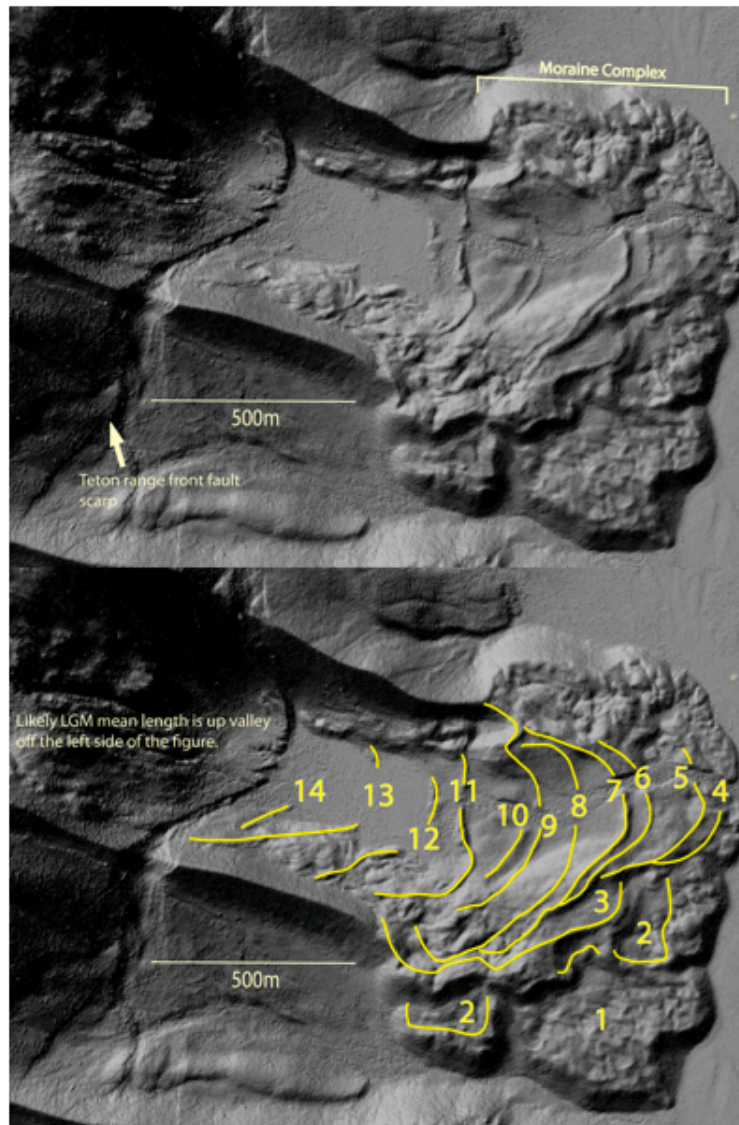 Moraine Complex
500m
Teton range front fault
scarp
Likely LGM mean length is up valley
off the left side of the figure.
14
13
12
11
10
9
8
7
6
5
4
3
2
2
1
500m